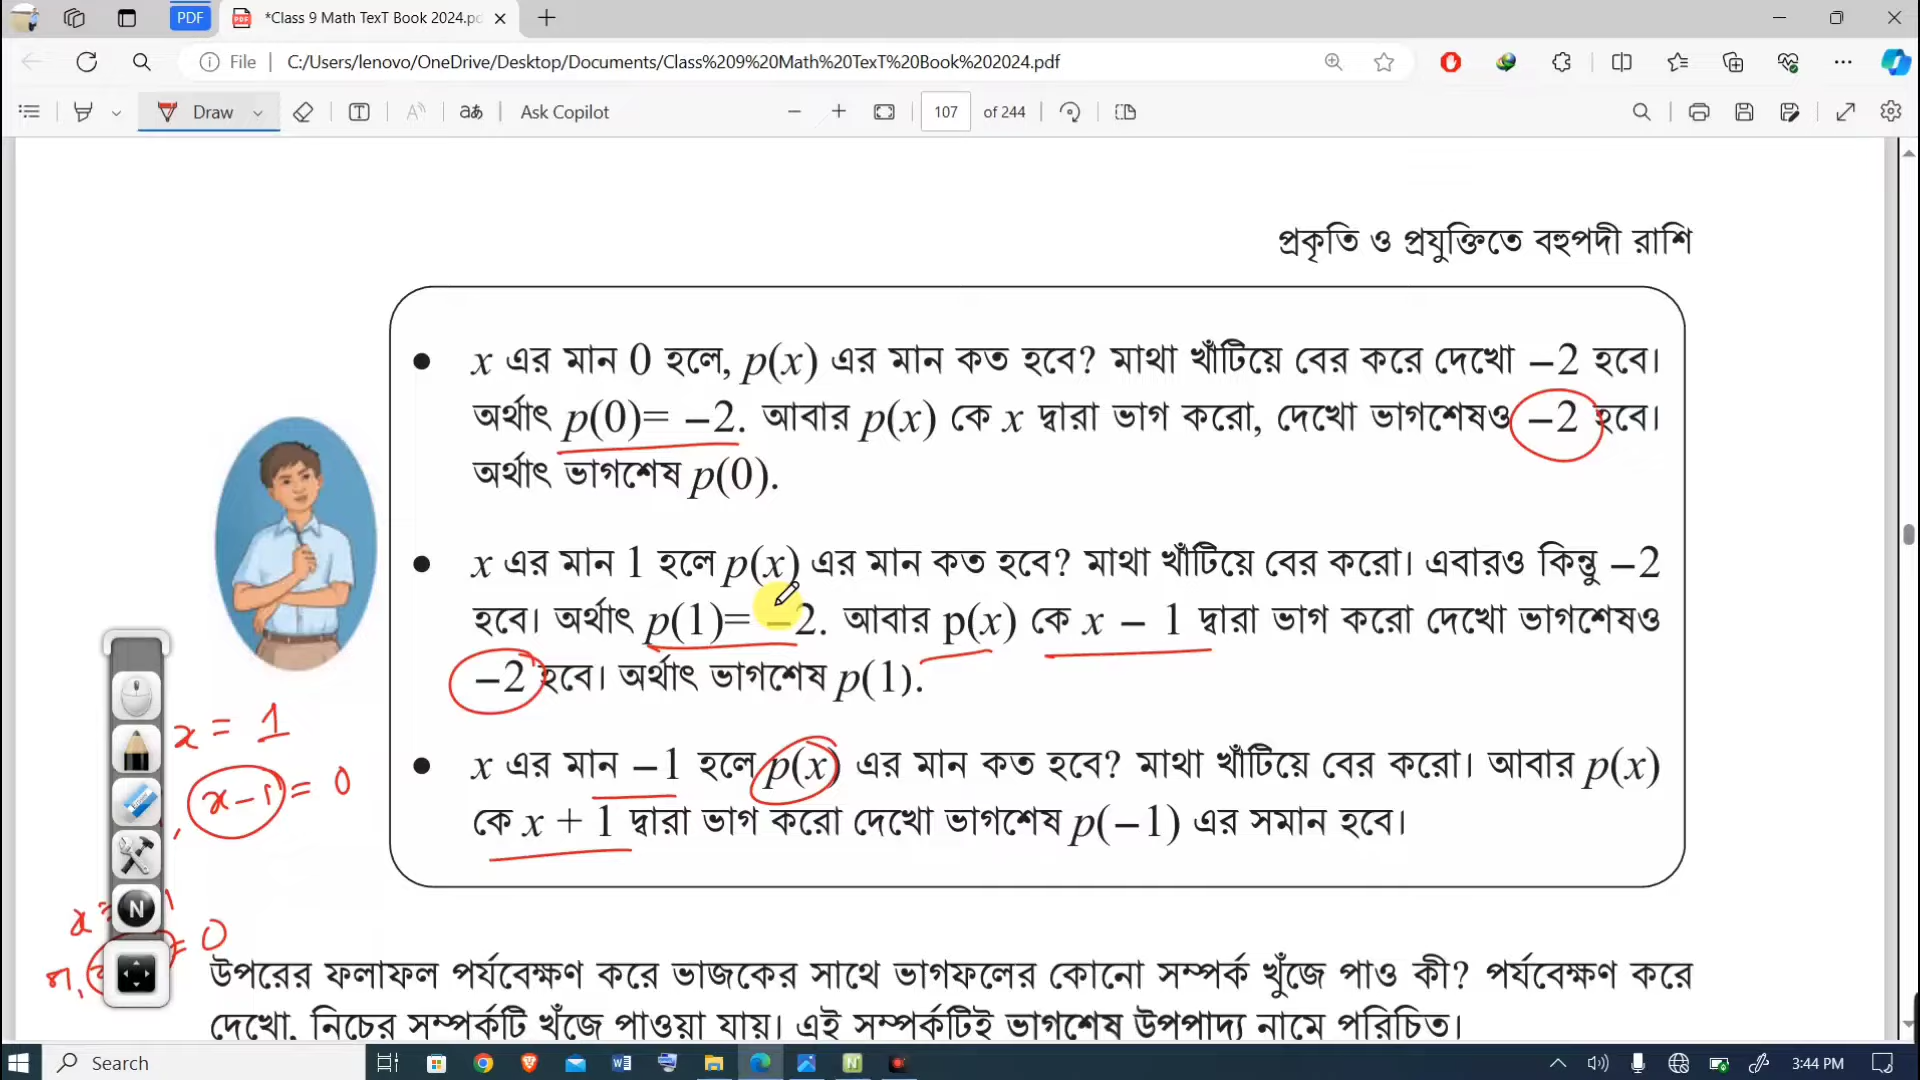 PDF
*Class 9 Math TexT Book 2024.pd
File
C:/Users/lenovo/OneDrive/Desktop/Documents/Class%209%20Math%20TexT%20Book%202024.pdf
Draw
T
aあ
Ask Copilot
107 of 244
প্রকৃতি ও প্রযুক্তিতে বহুপদী রাশি
• x এর মান 0 হলে, p(x) এর মান কত হবে? মাথা খাঁটিয়ে বের করে দেখো –2 হবে।
অর্থাৎ p(0)= –2. আবার p(x) কে x দ্বারা ভাগ করো, দেখো ভাগশেষও –2 হবে।
অর্থাৎ ভাগশেষ p(0).
• x এর মান 1 হলে p(x) এর মান কত হবে? মাথা খাঁটিয়ে বের করো। এবারও কিন্তু –2
হবে। অর্থাৎ p(1)= –2. আবার p(x) কে x – 1 দ্বারা ভাগ করো দেখো ভাগশেষও
–2 হবে। অর্থাৎ ভাগশেষ p(1).
x = 1
• x এর মান –1 হলে p(x) এর মান কত হবে? মাথা খাঁটিয়ে বের করো। আবার p(x)
x-1 = 0
কে x + 1 দ্বারা ভাগ করো দেখো ভাগশেষ p(–1) এর সমান হবে।
N
= 0
উপরের ফলাফল পর্যবেক্ষণ করে ভাজকের সাথে ভাগফলের কোনো সম্পর্ক খুঁজে পাও কী? পর্যবেক্ষণ করে
দেখো, নিচের সম্পর্কটি খুঁজে পাওয়া যায়। এই সম্পর্কটিই ভাগশেষ উপপাদ্য নামে পরিচিত।
Search
3:44 PM